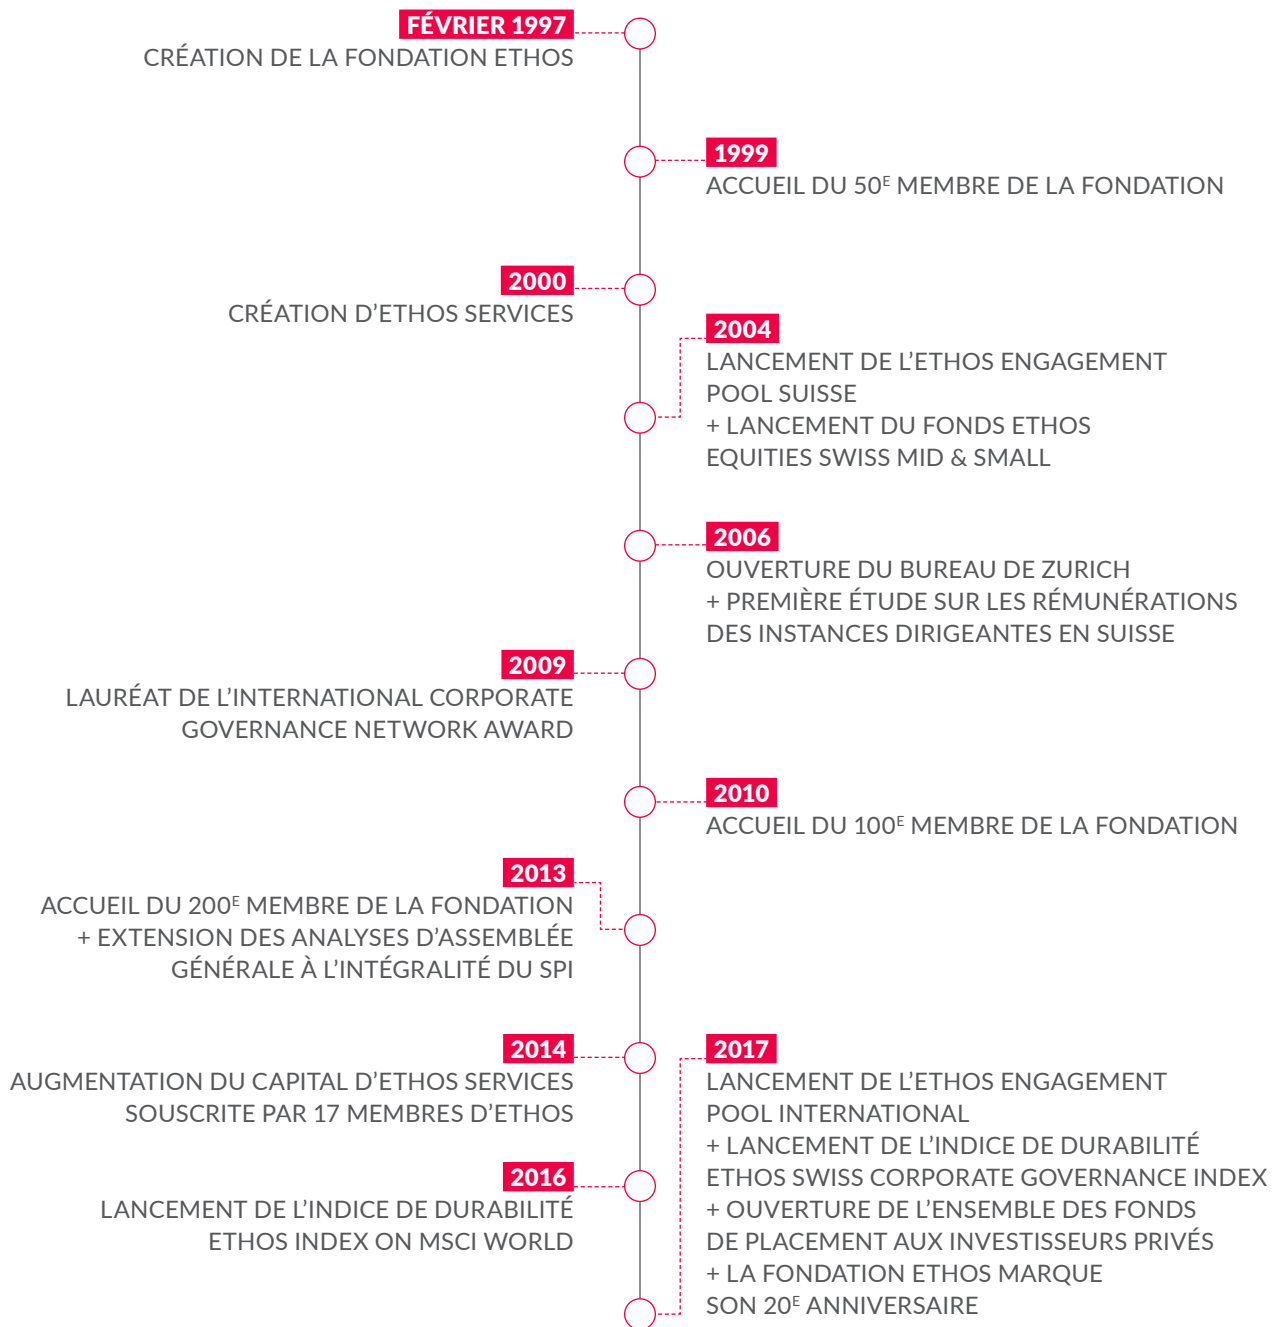 FÉVRIER 1997
CRÉATION DE LA FONDATION ETHOS
1999
ACCUEIL DU 50E MEMBRE DE LA FONDATION
2000
CRÉATION D’ETHOS SERVICES
2004
LANCEMENT DE L’ETHOS ENGAGEMENT
POOL SUISSE
+ LANCEMENT DU FONDS ETHOS
EQUITIES SWISS MID & SMALL
2006
OUVERTURE DU BUREAU DE ZURICH
+ PREMIÈRE ÉTUDE SUR LES RÉMUNÉRATIONS
DES INSTANCES DIRIGEANTES EN SUISSE
2009
LAURÉAT DE L’INTERNATIONAL CORPORATE
GOVERNANCE NETWORK AWARD
2010
ACCUEIL DU 100E MEMBRE DE LA FONDATION
2013
ACCUEIL DU 200E MEMBRE DE LA FONDATION
+ EXTENSION DES ANALYSES D’ASSEMBLÉE
GÉNÉRALE À L’INTÉGRALITÉ DU SPI
2014
AUGMENTATION DU CAPITAL D’ETHOS SERVICES
SOUSCRITE PAR 17 MEMBRES D’ETHOS
2016
LANCEMENT DE L’INDICE DE DURABILITÉ
ETHOS INDEX ON MSCI WORLD
2017
LANCEMENT DE L’ETHOS ENGAGEMENT
POOL INTERNATIONAL
+ LANCEMENT DE L’INDICE DE DURABILITÉ
ETHOS SWISS CORPORATE GOVERNANCE INDEX
+ OUVERTURE DE L’ENSEMBLE DES FONDS
DE PLACEMENT AUX INVESTISSEURS PRIVÉS
+ LA FONDATION ETHOS MARQUE
SON 20E ANNIVERSAIRE